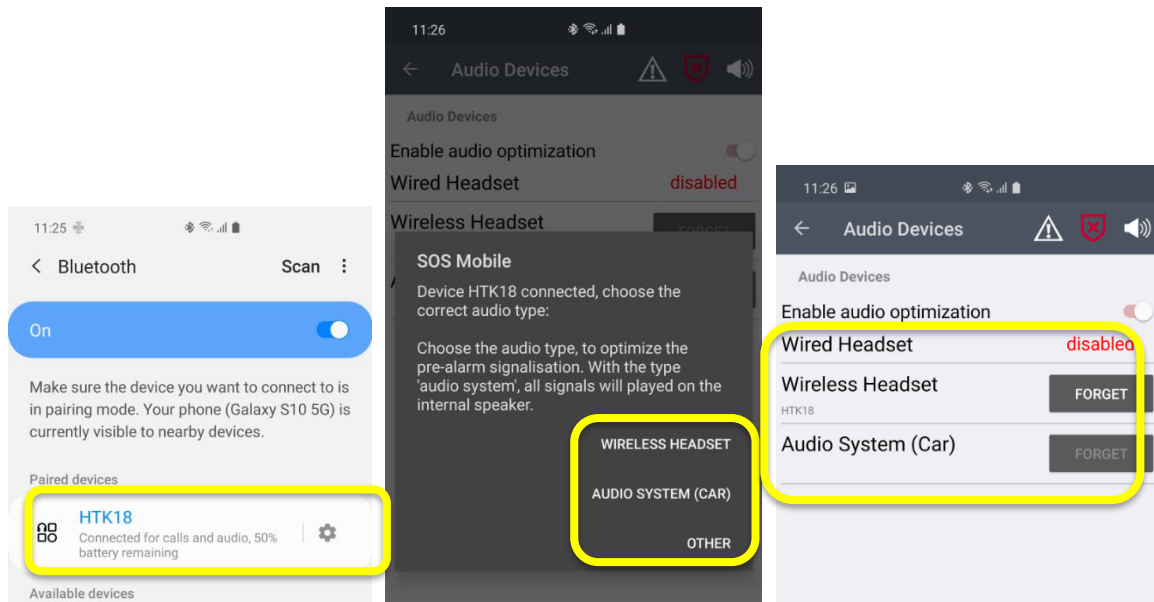 11:25
Bluetooth Scan
On
Make sure the device you want to connect to is
in pairing mode. Your phone (Galaxy S10 5G) is
currently visible to nearby devices.
Paired devices
HTK18
Connected for calls and audio, 50%
battery remaining
Available devices
11:26
Audio Devices
Audio Devices
Enable audio optimization
Wired Headset disabled
Wireless Headset
FORGET
SOS Mobile
Device HTK18 connected, choose the
correct audio type:
Choose the audio type, to optimize the
pre-alarm signalisation. With the type
'audio system', all signals will played on the
internal speaker.
WIRELESS HEADSET
AUDIO SYSTEM (CAR)
OTHER
11:26
Audio Devices
Audio Devices
Enable audio optimization
Wired Headset disabled
Wireless Headset
HTK18
FORGET
Audio System (Car)
FORGET